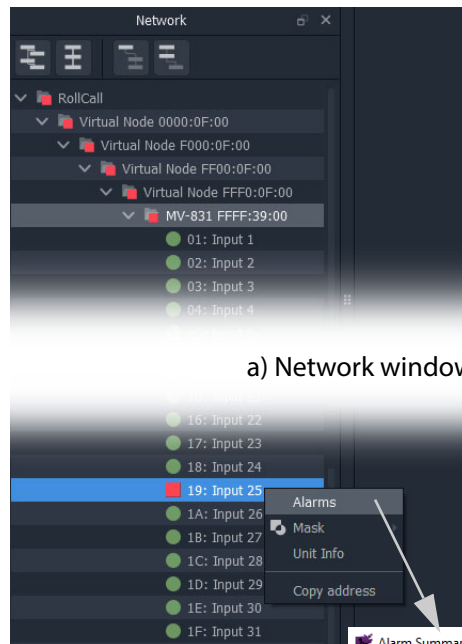 Network
RollCall
Virtual Node 0000:0F:00
Virtual Node F000:0F:00
Virtual Node FF00:0F:00
Virtual Node FFF0:0F:00
MV-831 FFFF:39:00
01: Input 1
02: Input 2
03: Input 3
04: Input 4
a) Network window
16: Input 22
17: Input 23
18: Input 24
19: Input 25
Alarms
1A: Input 26
Mask
1B: Input 27
Unit Info
1C: Input 28
1D: Input 29
Copy address
1E: Input 30
1F: Input 31
Alarm Summar